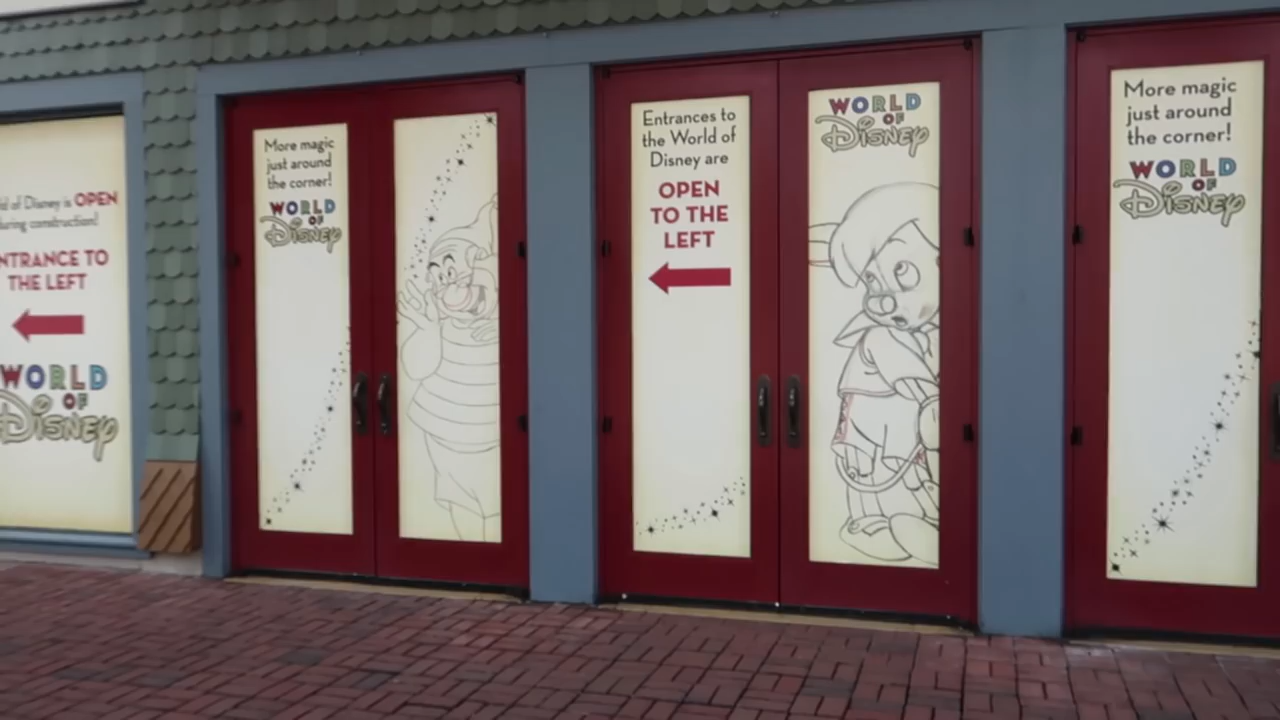 of Disney is OPEN
during construction!
ENTRANCE TO
THE LEFT
WORLD
OF
Disney
More magic
just around
the corner!
WORLD
OF
Disney
Entrances to
the World of
Disney are
OPEN
TO THE
LEFT
WORLD
OF
Disney
More magic
just around
the corner!
WORLD
OF
Disney